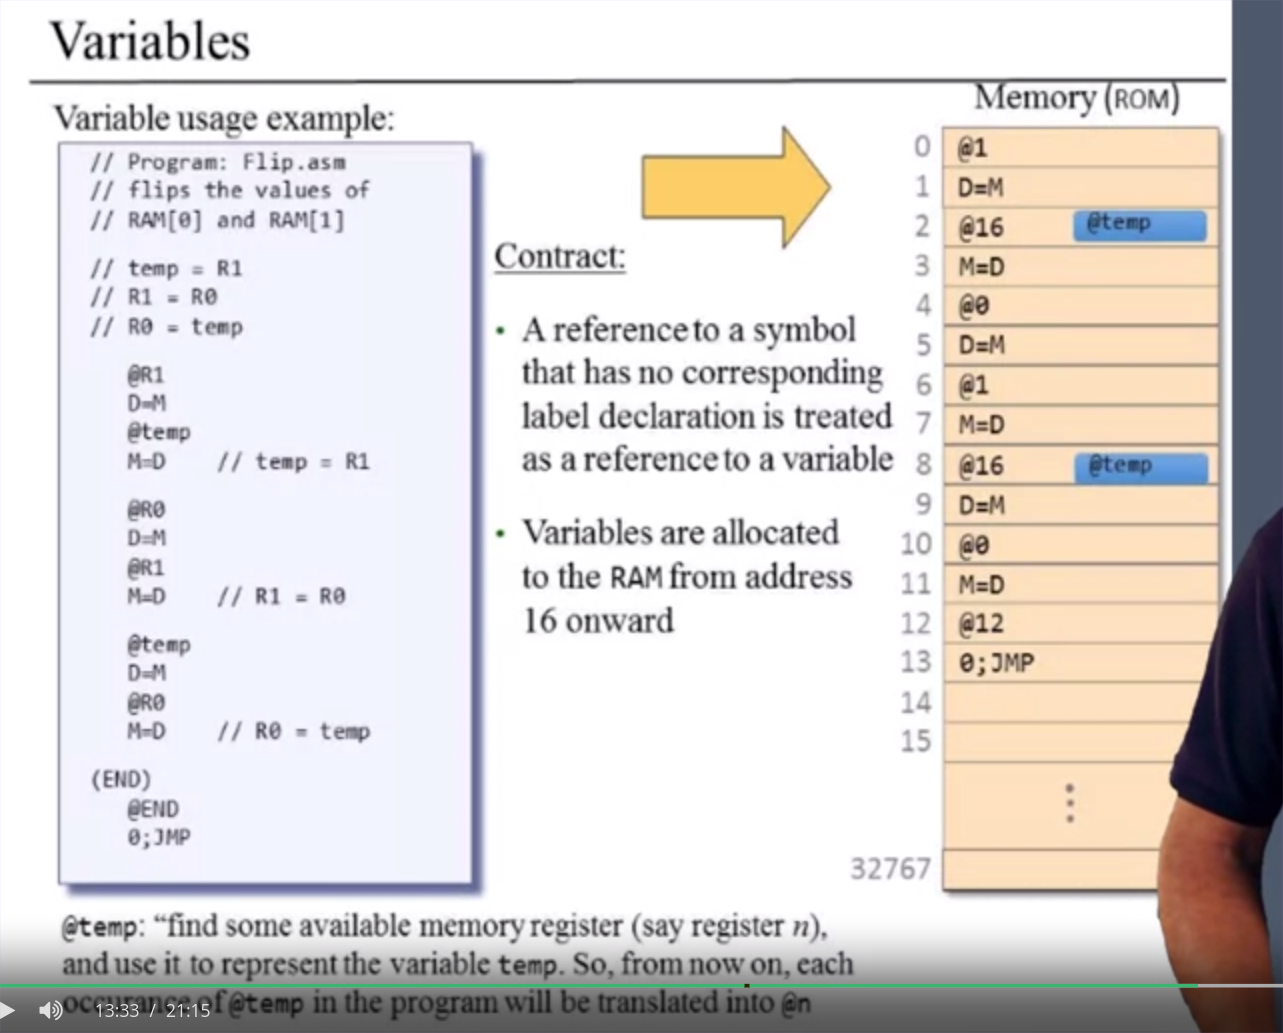 Variables
Variable usage example:
// Program: Flip.asm
// flips the values of
// RAM[0] and RAM[1]
// temp = R1
// R1 = R0
// R0 = temp
@R1
D=M
@temp
M=D // temp = R1
@R0
D=M
@R1
M=D // R1 = R0
@temp
D=M
@R0
M=D // R0 = temp
(END)
@END
0;JMP
Contract:
• A reference to a symbol
that has no corresponding
label declaration is treated
as a reference to a variable
• Variables are allocated
to the RAM from address
16 onward
Memory (ROM)
0 @1
1 D=M
2 @16 @temp
3 M=D
4 @0
5 D=M
6 @1
7 M=D
8 @16 @temp
9 D=M
10 @0
11 M=D
12 @12
13 0;JMP
14
15
32767
@temp: “find some available memory register (say register n),
and use it to represent the variable temp. So, from now on, each
occurance of @temp in the program will be translated into @n
13:33 / 21:15